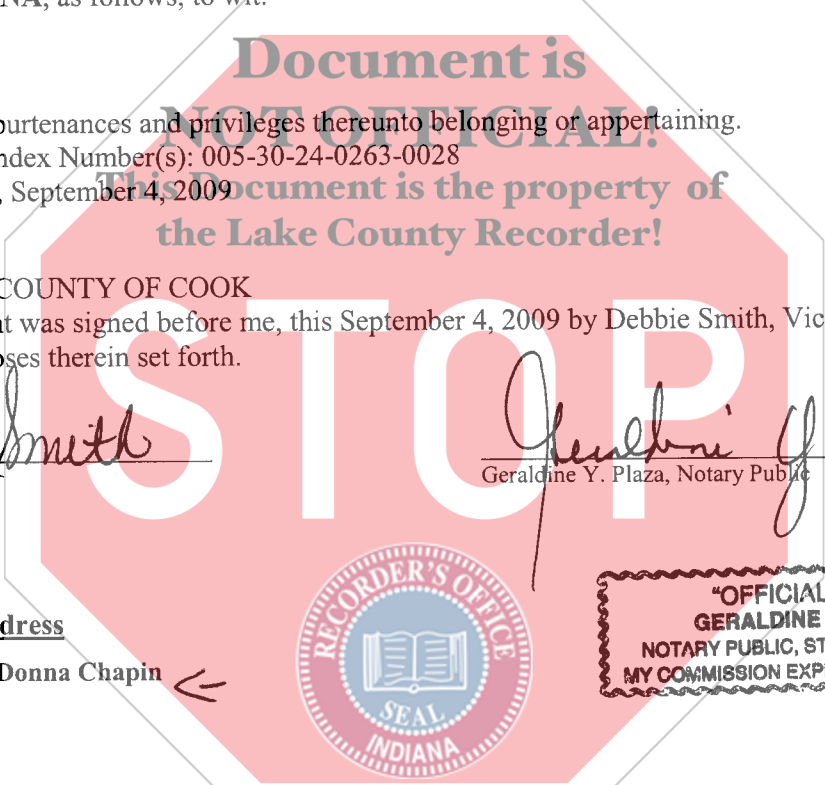 NA, as follows, to wit:
Document is
NOT OFFICIAL!
purtenances and privileges thereunto belonging or appertaining.
ndex Number(s): 005-30-24-0263-0028
, September 4, 2009
This Document is the property of
the Lake County Recorder!
COUNTY OF COOK
t was signed before me, this September 4, 2009 by Debbie Smith, Vic
oses therein set forth.
STOP
Smith
Geraldine Y
Geraldine Y. Plaza, Notary Public
RECORDER'S OFFICE
SEAL
INDIANA
"OFFICIAL
GERALDINE
NOTARY PUBLIC, ST
MY COMMISSION EXP
dress
Donna Chapin